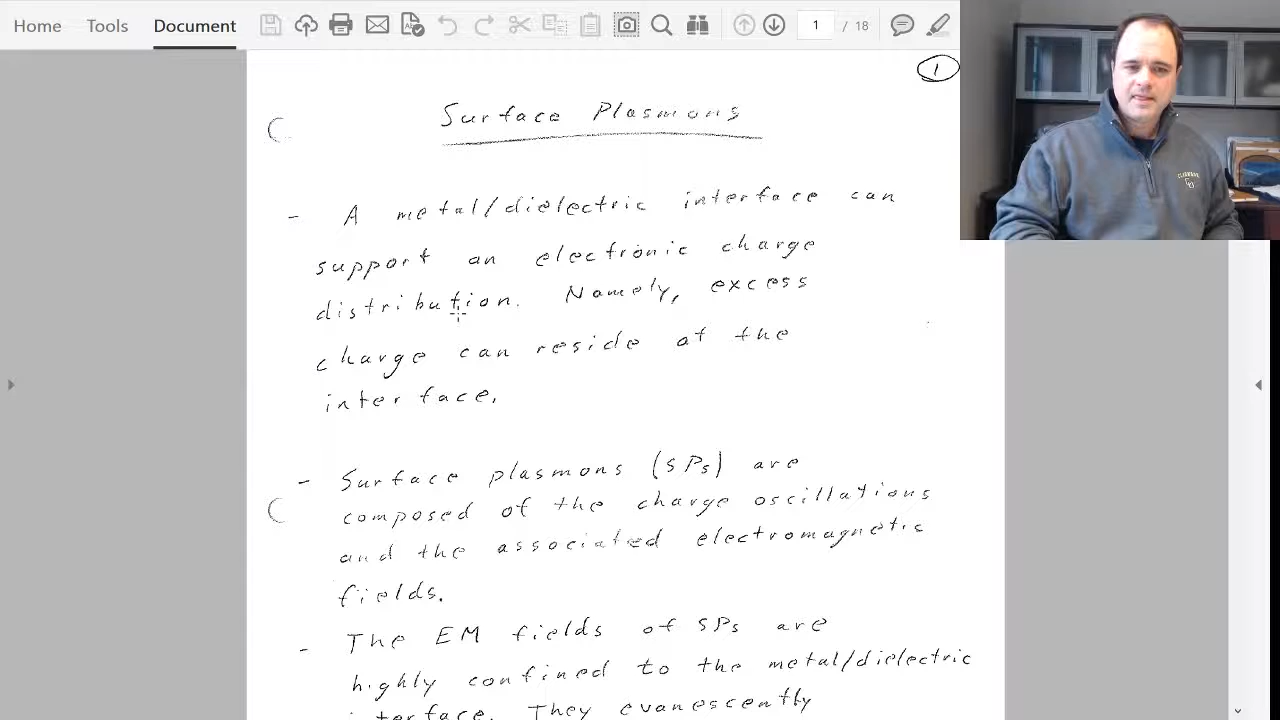 Home Tools Document 1 / 18
1
Surface Plasmons
- A metal/dielectric interface can
support an electronic charge
distribution. Namely, excess
charge can reside at the
interface.
- Surface plasmons (SPs) are
composed of the charge oscillations
and the associated electromagnetic
fields.
- The EM fields of SPs are
highly confined to the metal/dielectric
interface. They evanescently